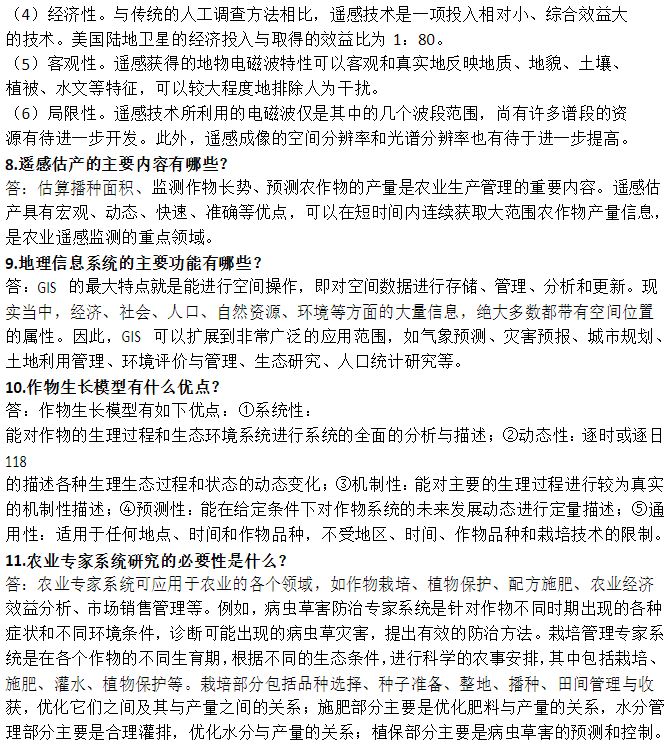 （4）经济性。与传统的人工调查方法相比，遥感技术是一项投入相对小、综合效益大
的技术。美国陆地卫星的经济投入与取得的效益比为 1：80。
（5）客观性。遥感获得的地物电磁波特性可以客观和真实地反映地质、地貌、土壤、
植被、水文等特征，可以较大程度地排除人为干扰。
（6）局限性。遥感技术所利用的电磁波仅是其中的几个波段范围，尚有许多谱段的资
源有待进一步开发。此外，遥感成像的空间分辨率和光谱分辨率也有待于进一步提高。
8.遥感估产的主要内容有哪些？
答：估算播种面积、监测作物长势、预测农作物的产量是农业生产管理的重要内容。遥感估
产具有宏观、动态、快速、准确等优点，可以在短时间内连续获取大范围农作物产量信息，
是农业遥感监测的重点领域。
9.地理信息系统的主要功能有哪些？
答：GIS 的最大特点就是能进行空间操作，即对空间数据进行存储、管理、分析和更新。现
实当中，经济、社会、人口、自然资源、环境等方面的大量信息，绝大多数都带有空间位置
的属性。因此，GIS 可以扩展到非常广泛的应用范围，如气象预测、灾害预报、城市规划、
土地利用管理、环境评价与管理、生态研究、人口统计研究等。
10.作物生长模型有什么优点？
答：作物生长模型有如下优点：①系统性：
能对作物的生理过程和生态环境系统进行系统的全面的分析与描述；②动态性：逐时或逐日
118
的描述各种生理生态过程和状态的动态变化；③机制性：能对主要的生理过程进行较为真实
的机制性描述；④预测性：能在给定条件下对作物系统的未来发展动态进行定量描述；⑤通
用性：适用于任何地点、时间和作物品种，不受地区、时间、作物品种和栽培技术的限制。
11.农业专家系统研究的必要性是什么？
答：农业专家系统可应用于农业的各个领域，如作物栽培、植物保护、配方施肥、农业经济
效益分析、市场销售管理等。例如，病虫草害防治专家系统是针对作物不同时期出现的各种
症状和不同环境条件，诊断可能出现的病虫草灾害，提出有效的防治方法。栽培管理专家系
统是在各个作物的不同生育期，根据不同的生态条件，进行科学的农事安排，其中包括栽培、
施肥、灌水、植物保护等。栽培部分包括品种选择、种子准备、整地、播种、田间管理与收
获，优化它们之间及其与产量之间的关系；施肥部分主要是优化肥料与产量的关系，水分管
理部分主要是合理灌排，优化水分与产量的关系；植保部分主要是病虫草害的预测和控制。